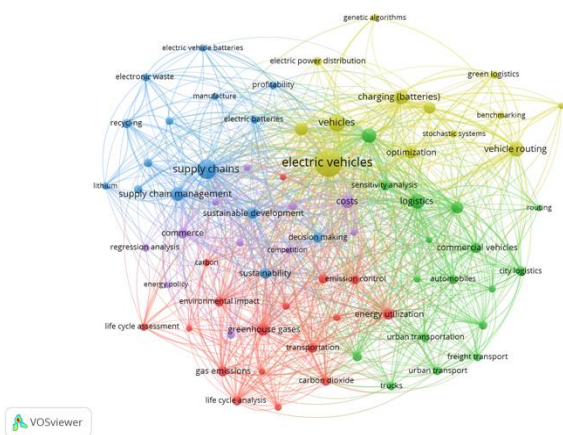 genetic algorithms
electric vehicle batteries
electric power distribution
electronic waste
green logistics
profitability
manufacture
charging (batteries)
benchmarking
recycling
electric batteries
vehicles
stochastic systems
vehicle routing
optimization
electric vehicles
supply chains
lithium
sensitivity analysis
supply chain management
costs
logistics
routing
sustainable development
commerce
decision making
commercial vehicles
regression analysis
competition
carbon
sustainability
emission control
automobiles
city logistics
energy policy
environmental impact
energy utilization
life cycle assessment
greenhouse gases
urban transportation
transportation
freight transport
gas emissions
urban transport
carbon dioxide
trucks
life cycle analysis
VOSviewer